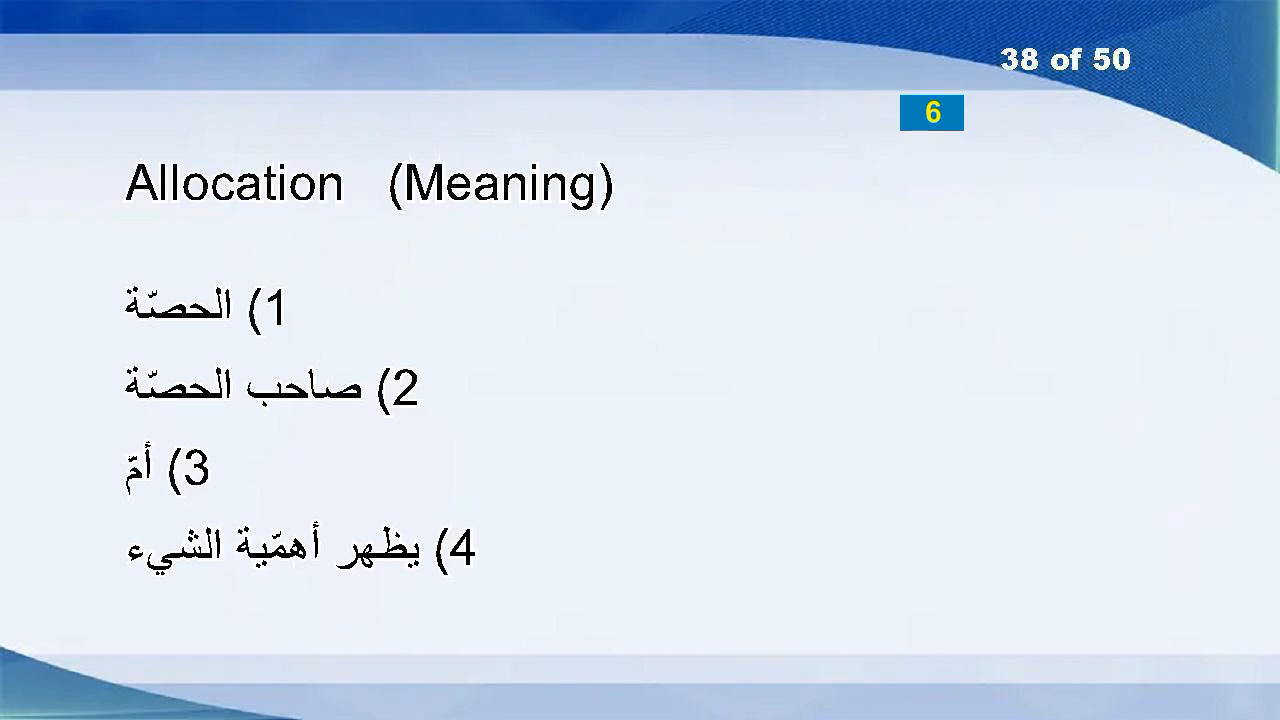 38 of 50
6
Allocation (Meaning)
1) الحصّة
2) صاحب الحصّة
3) أمّ
4) يظهر أهمّية الشيء